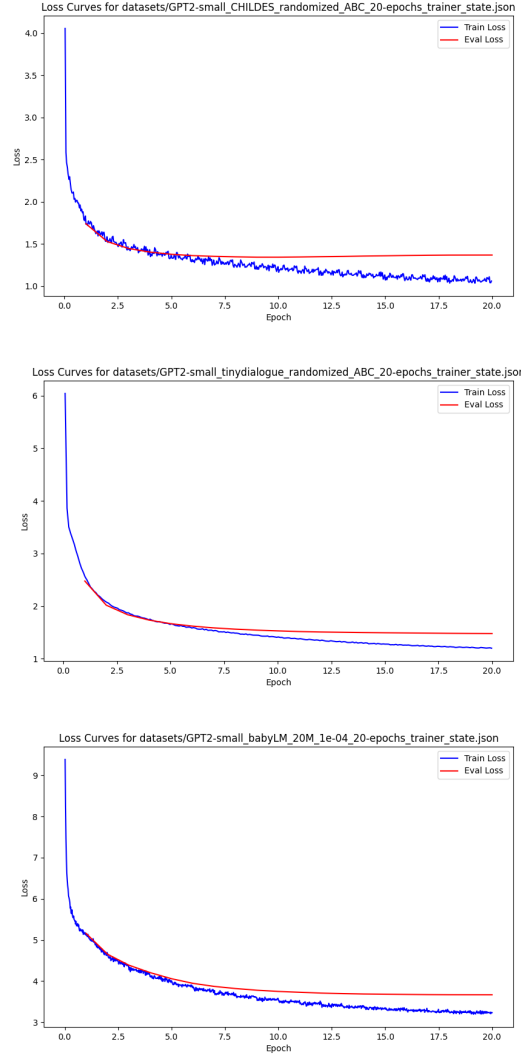 Loss Curves for datasets/GPT2-small_CHILDES_randomized_ABC_20-epochs_trainer_state.json
Train Loss
Eval Loss
4.0
3.5
3.0
2.5
2.0
1.5
1.0
Loss
0.0 2.5 5.0 7.5 10.0 12.5 15.0 17.5 20.0
Epoch
Loss Curves for datasets/GPT2-small_tinydialogue_randomized_ABC_20-epochs_trainer_state.json
Train Loss
Eval Loss
6
5
4
3
2
1
Loss
0.0 2.5 5.0 7.5 10.0 12.5 15.0 17.5 20.0
Epoch
Loss Curves for datasets/GPT2-small_babyLM_20M_1e-04_20-epochs_trainer_state.json
Train Loss
Eval Loss
9
8
7
6
5
4
3
Loss
0.0 2.5 5.0 7.5 10.0 12.5 15.0 17.5 20.0
Epoch